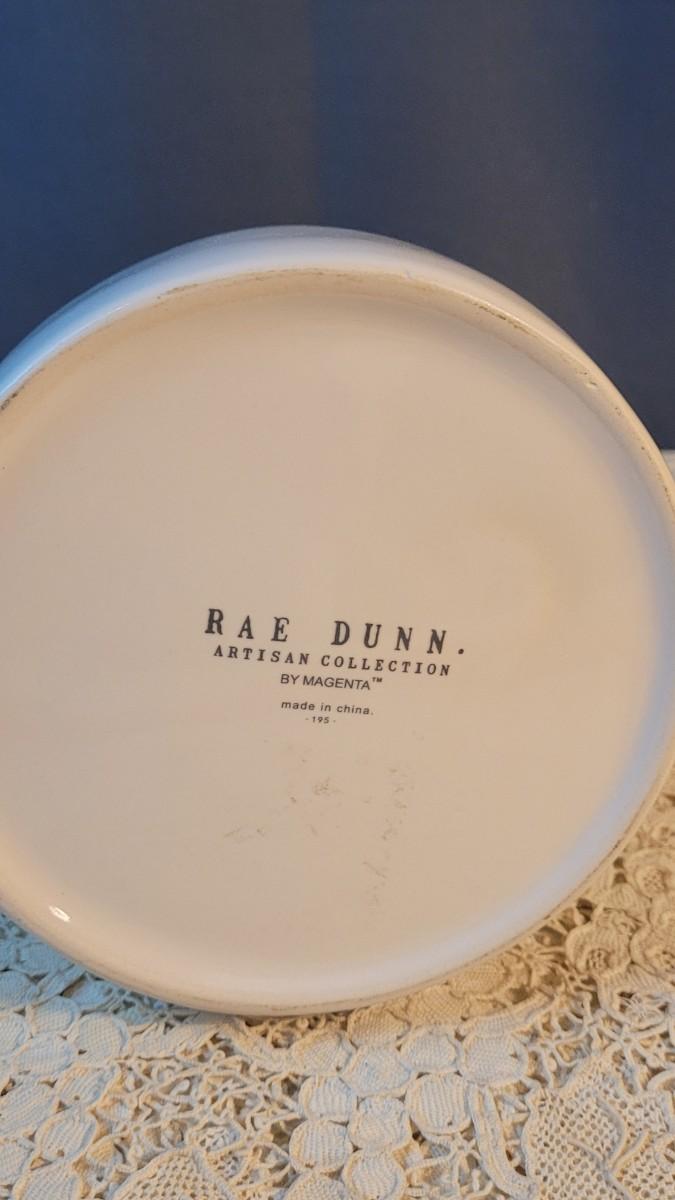 RAE DUNN.
ARTISAN COLLECTION
BY MAGENTA™
made in china.
- 195 -